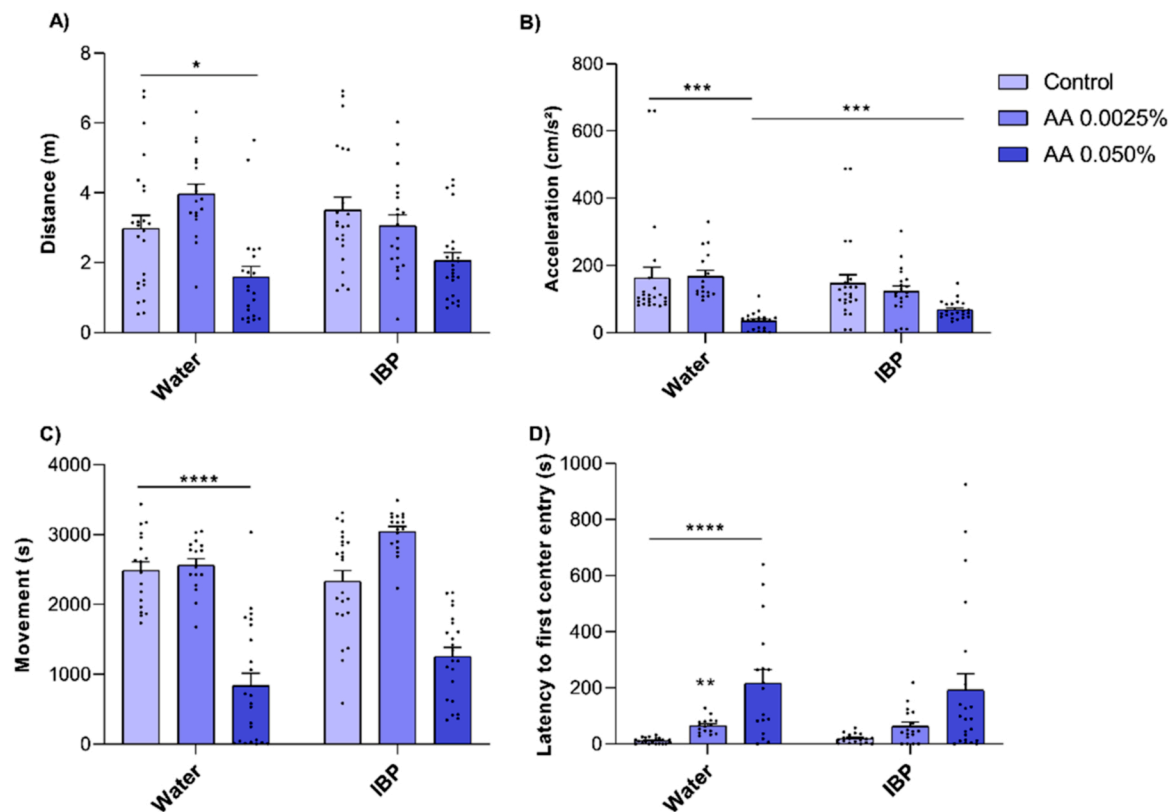 A)
Distance (m)
8
6
4
2
0
*
Water
IBP
B)
Acceleration (cm/s²)
800
600
400
200
0
***
***
Water
IBP
Control
AA 0.0025%
AA 0.050%
C)
Movement (s)
4000
3000
2000
1000
0
****
Water
IBP
D)
Latency to first center entry (s)
1000
800
600
400
200
0
****
**
Water
IBP